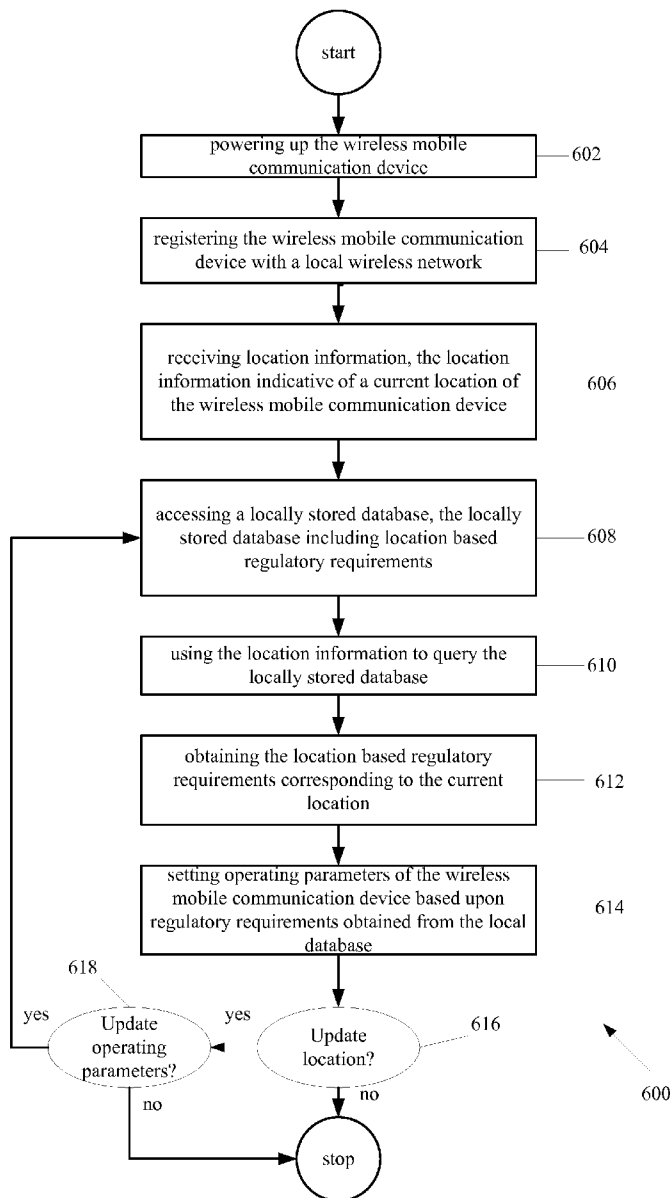 start
powering up the wireless mobile
communication device
602
registering the wireless mobile communication
device with a local wireless network
604
receiving location information, the location
information indicative of a current location of
the wireless mobile communication device
606
accessing a locally stored database, the locally
stored database including location based
regulatory requirements
608
using the location information to query the
locally stored database
610
obtaining the location based regulatory
requirements corresponding to the current
location
612
setting operating parameters of the wireless
mobile communication device based upon
regulatory requirements obtained from the local
database
614
618
yes
Update
operating
parameters?
yes
Update
location?
616
no
no
600
stop